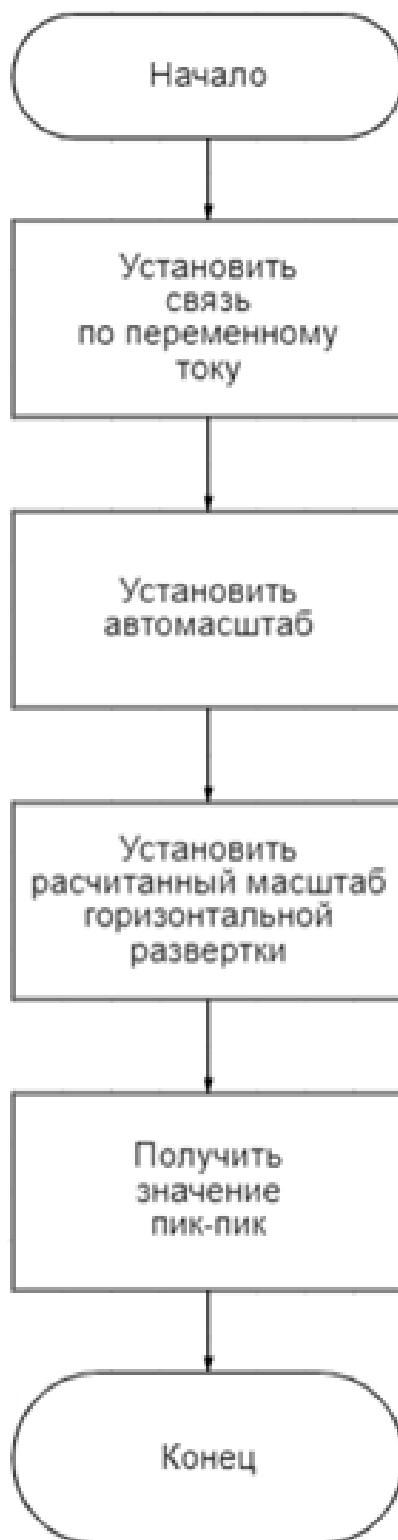 Начало
Установить
связь
по переменному
току
Установить
автомасштаб
Установить
расчитанный масштаб
горизонтальной
развертки
Получить
значение
пик-пик
Конец